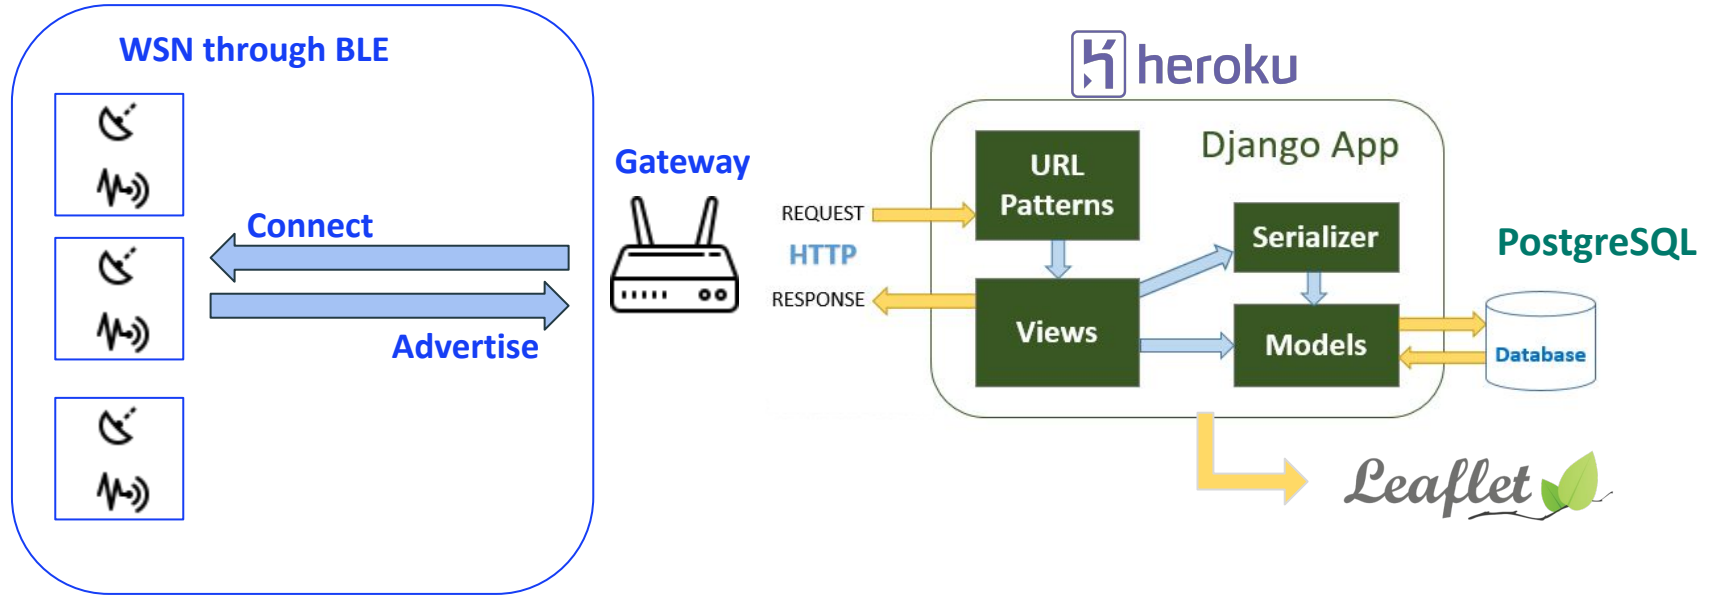 WSN through BLE
Connect
Advertise
Gateway
REQUEST
HTTP
RESPONSE
heroku
Django App
URL
Patterns
Views
Serializer
Models
PostgreSQL
Database
Leaflet